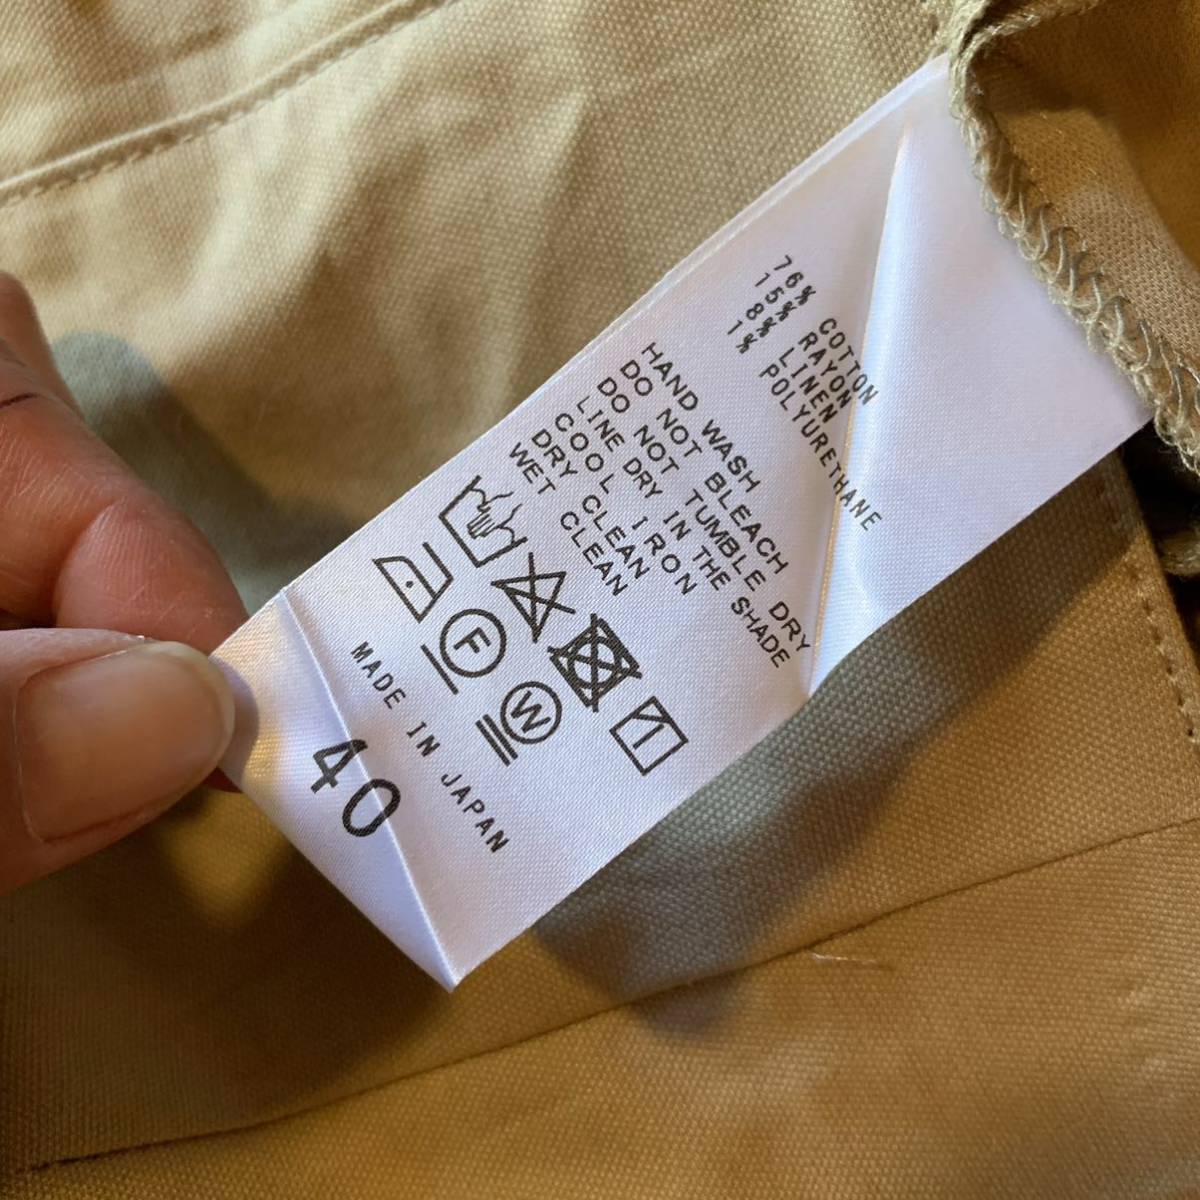 76% COTTON
15% RAYON
8% LINEN
1% POLYURETHANE
HAND WASH
DO NOT BLEACH
DO NOT TUMBLE DRY
LINE DRY IN THE SHADE
COOL IRON
DRY CLEAN
WET CLEAN
F
W
MADE IN JAPAN
40